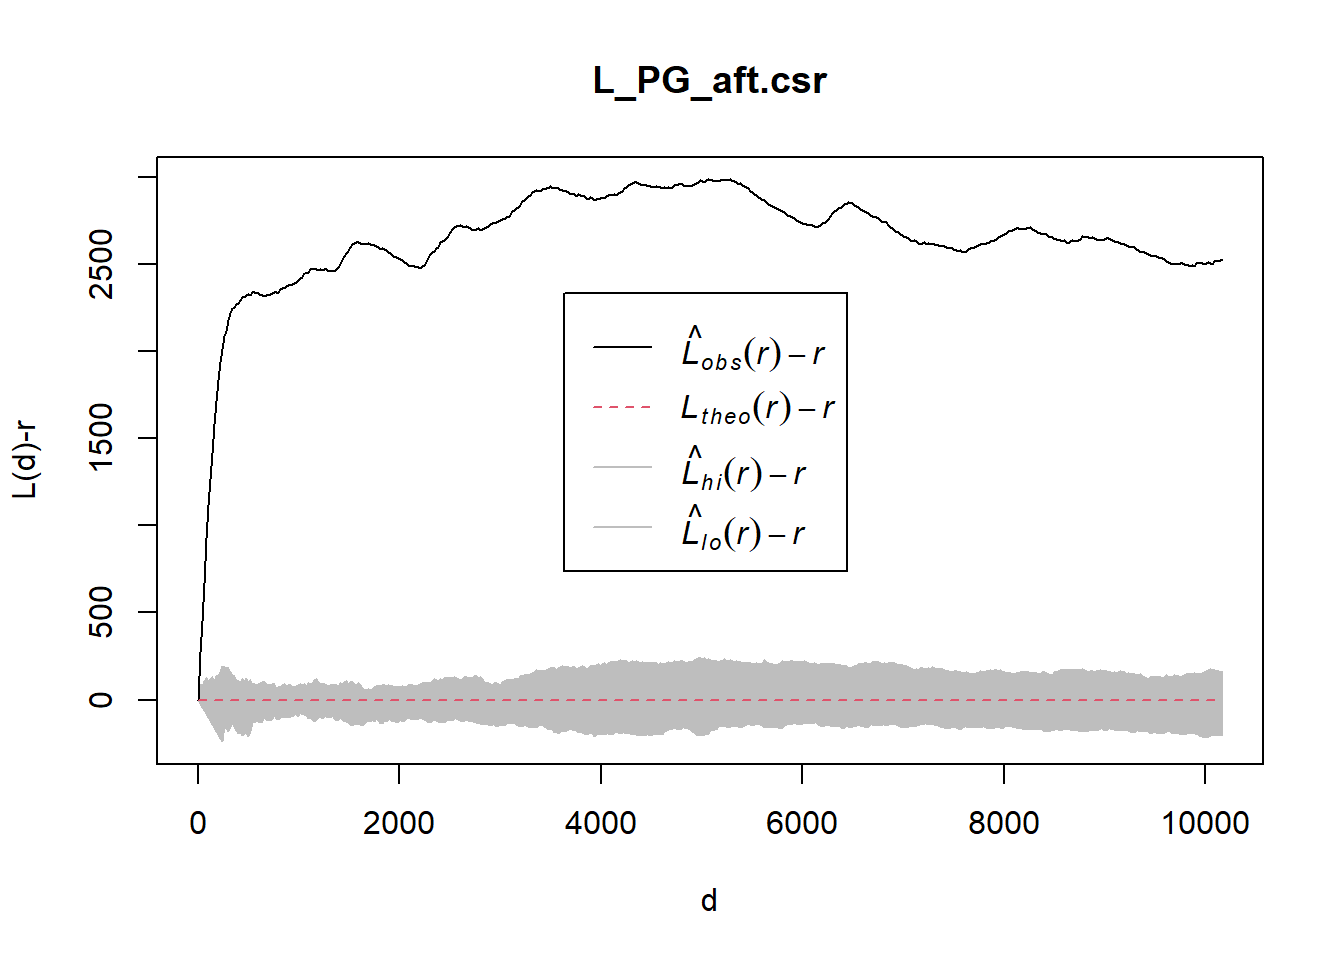 L_PG_aft.csr
L(d)-r
2500
1500
500
0
L̂obs(r) − r
Ltheo(r) − r
L̂hi(r) − r
L̂lo(r) − r
0 2000 4000 6000 8000 10000
d